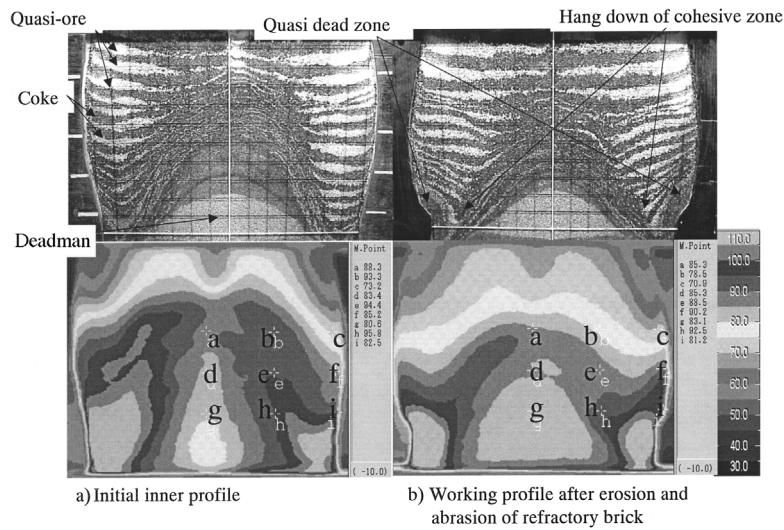 Quasi-ore
Quasi dead zone
Hang down of cohesive zone
Coke
Deadman
M.Point
a 88.3
b 93.3
c 73.2
d 83.4
e 94.4
f 85.2
g 80.6
h 95.8
i 82.5
(-10.0)
a b c
d e f
g h i
M.Point
a 85.3
b 78.5
c 70.9
d 85.3
e 83.5
f 90.2
g 83.1
h 92.5
i 81.2
(-10.0)
a b c
d e f
g h i
110.0
100.0
90.0
80.0
70.0
60.0
50.0
40.0
30.0
a) Initial inner profile
b) Working profile after erosion and
abrasion of refractory brick